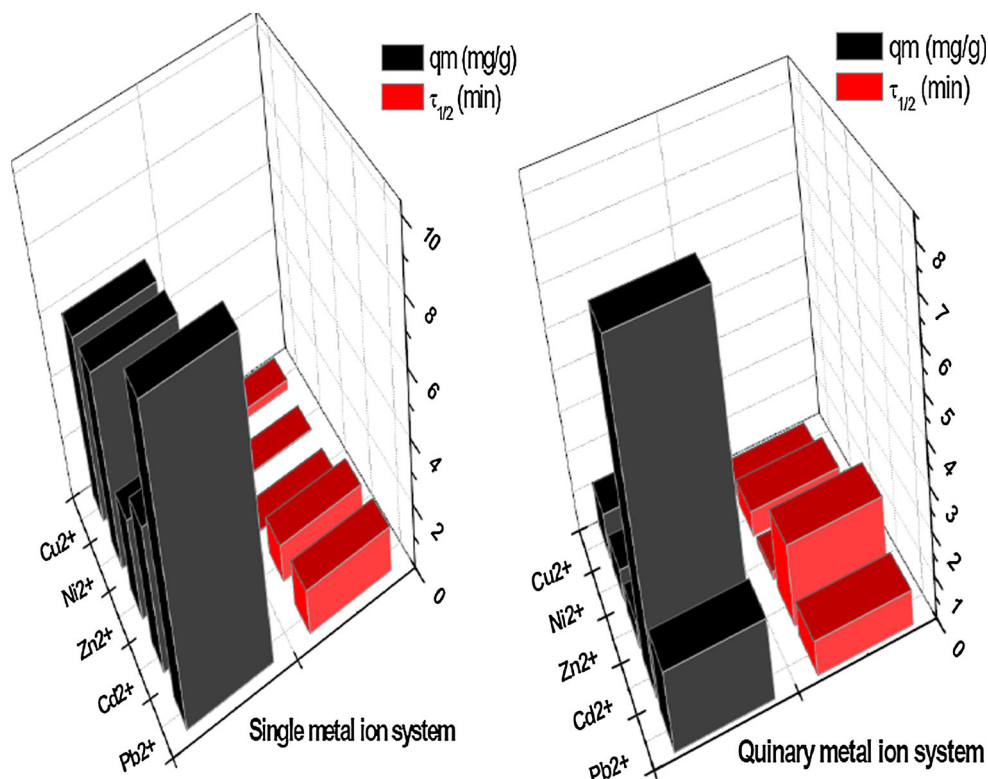 qm (mg/g)
τ1/2 (min)
10
8
6
4
2
0
Cu2+
Ni2+
Zn2+
Cd2+
Pb2+
Single metal ion system
qm (mg/g)
τ1/2 (min)
8
7
6
5
4
3
2
1
0
Cu2+
Ni2+
Zn2+
Cd2+
Pb2+
Quinary metal ion system